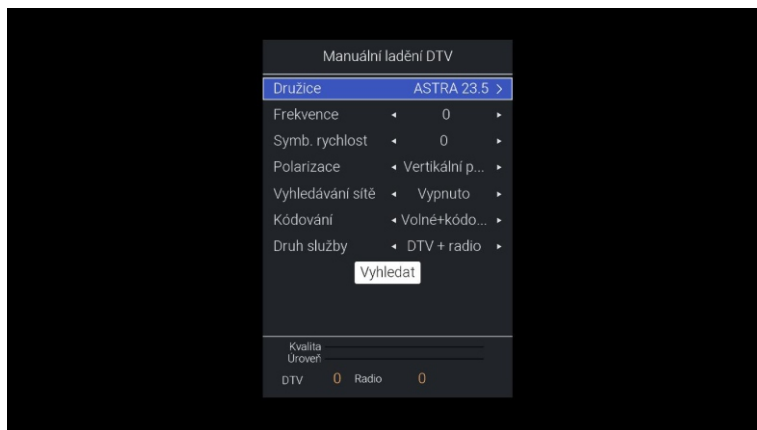 Manuální ladění DTV
Družice ASTRA 23.5 >
Frekvence ◂ 0 ▸
Symb. rychlost ◂ 0 ▸
Polarizace ◂ Vertikální p... ▸
Vyhledávání sítě ◂ Vypnuto ▸
Kódování ◂ Volné+kódo... ▸
Druh služby ◂ DTV + radio ▸
Vyhledat
Kvalita
Úroveň
DTV 0 Radio 0